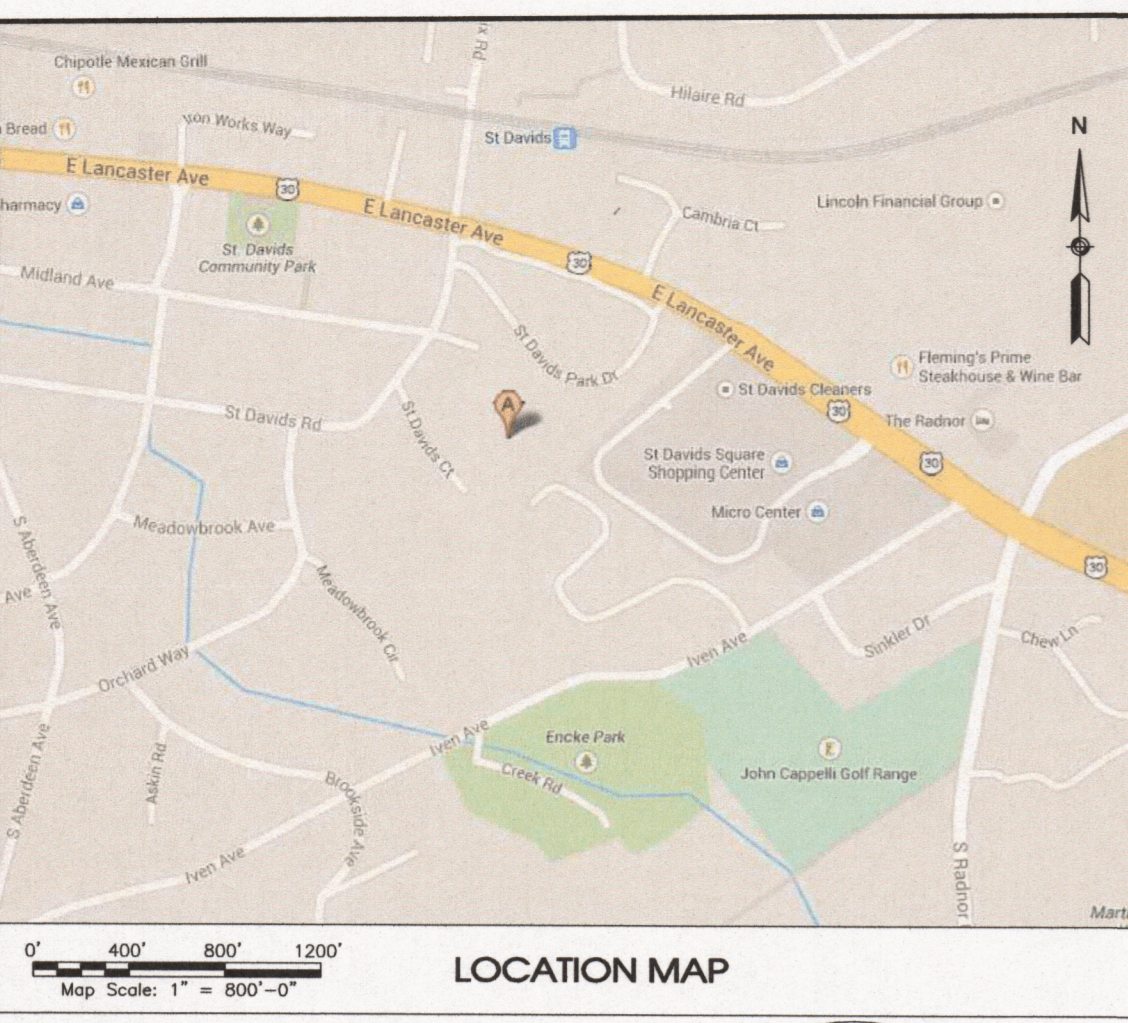 ix Rd
Chipotle Mexican Grill
Hilaire Rd
Bread
Works Way
St Davids
N
E Lancaster Ave
30
harmacy
E Lancaster Ave
Cambria Ct
Lincoln Financial Group
St. Davids
Community Park
30
Midland Ave
E Lancaster Ave
St Davids Park Dr
Fleming's Prime
Steakhouse & Wine Bar
St Davids Cleaners
30
The Radnor
A
St Davids Rd
St Davids Ct
St Davids Square
Shopping Center
30
Micro Center
Meadowbrook Ave
S Aberdeen Ave
Ave
30
Meadowbrook Cir
Sinkler Dr
Chew Ln
Iven Ave
Orchard Way
Iven Ave
Encke Park
Creek Rd
John Cappelli Golf Range
Askin Rd
S Aberdeen Ave
Brookside Ave
Iven Ave
S Radnor
Marti
0' 400' 800' 1200'
Map Scale: 1" = 800'-0"
LOCATION MAP